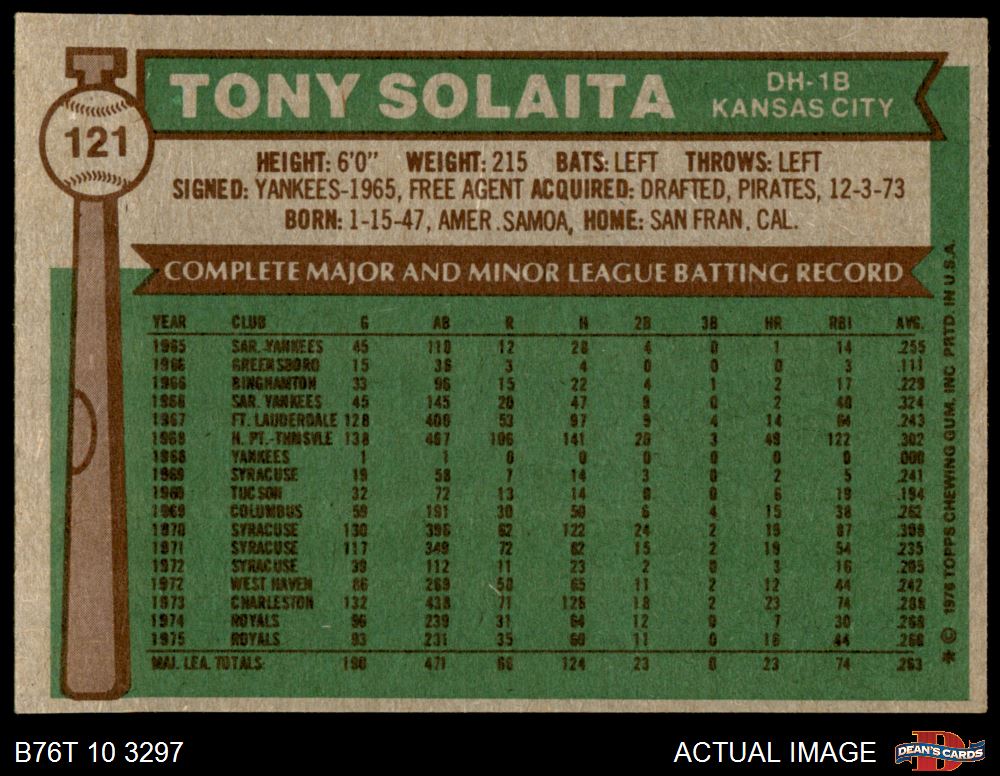 TONY SOLAITA
DH-1B
KANSAS CITY
121
HEIGHT: 6'0" WEIGHT: 215 BATS: LEFT THROWS: LEFT
SIGNED: YANKEES-1965, FREE AGENT ACQUIRED: DRAFTED, PIRATES, 12-3-73
BORN: 1-15-47, AMER. SAMOA, HOME: SAN FRAN, CAL.
COMPLETE MAJOR AND MINOR LEAGUE BATTING RECORD
YEAR CLUB G AB R H 2B 3B HR RBI AVG.
1965 SAR. YANKEES 45 110 12 28 4 0 1 14 .255
1966 GREENSBORO 15 36 3 4 0 0 0 3 .111
1966 BINGHAMTON 33 96 15 22 4 1 2 17 .229
1966 SAR. YANKEES 45 145 20 47 9 0 2 40 .324
1967 FT. LAUDERDALE 128 400 53 97 9 4 14 64 .243
1968 H. PT.-THMSVLE 138 467 106 141 20 3 49 122 .302
1968 YANKEES 1 1 0 0 0 0 0 0 .000
1969 SYRACUSE 19 58 7 14 3 0 2 5 .241
1969 TUCSON 32 72 13 14 0 0 6 19 .194
1969 COLUMBUS 59 191 30 50 6 4 15 38 .262
1970 SYRACUSE 130 396 62 122 24 2 19 87 .308
1971 SYRACUSE 117 349 72 82 15 2 19 54 .235
1972 SYRACUSE 39 112 11 23 2 0 3 16 .205
1972 WEST HAVEN 86 269 50 65 11 2 12 44 .242
1973 CHARLESTON 132 438 71 126 18 2 23 74 .288
1974 ROYALS 96 239 31 64 12 0 7 30 .268
1975 ROYALS 93 231 35 60 11 0 16 44 .260
MAJ. LEA. TOTALS: 190 471 66 124 23 0 23 74 .263
* © 1976 TOPPS CHEWING GUM, INC PRTD. IN U.S.A.
B76T 10 3297
ACTUAL IMAGE
DEAN'S CARDS